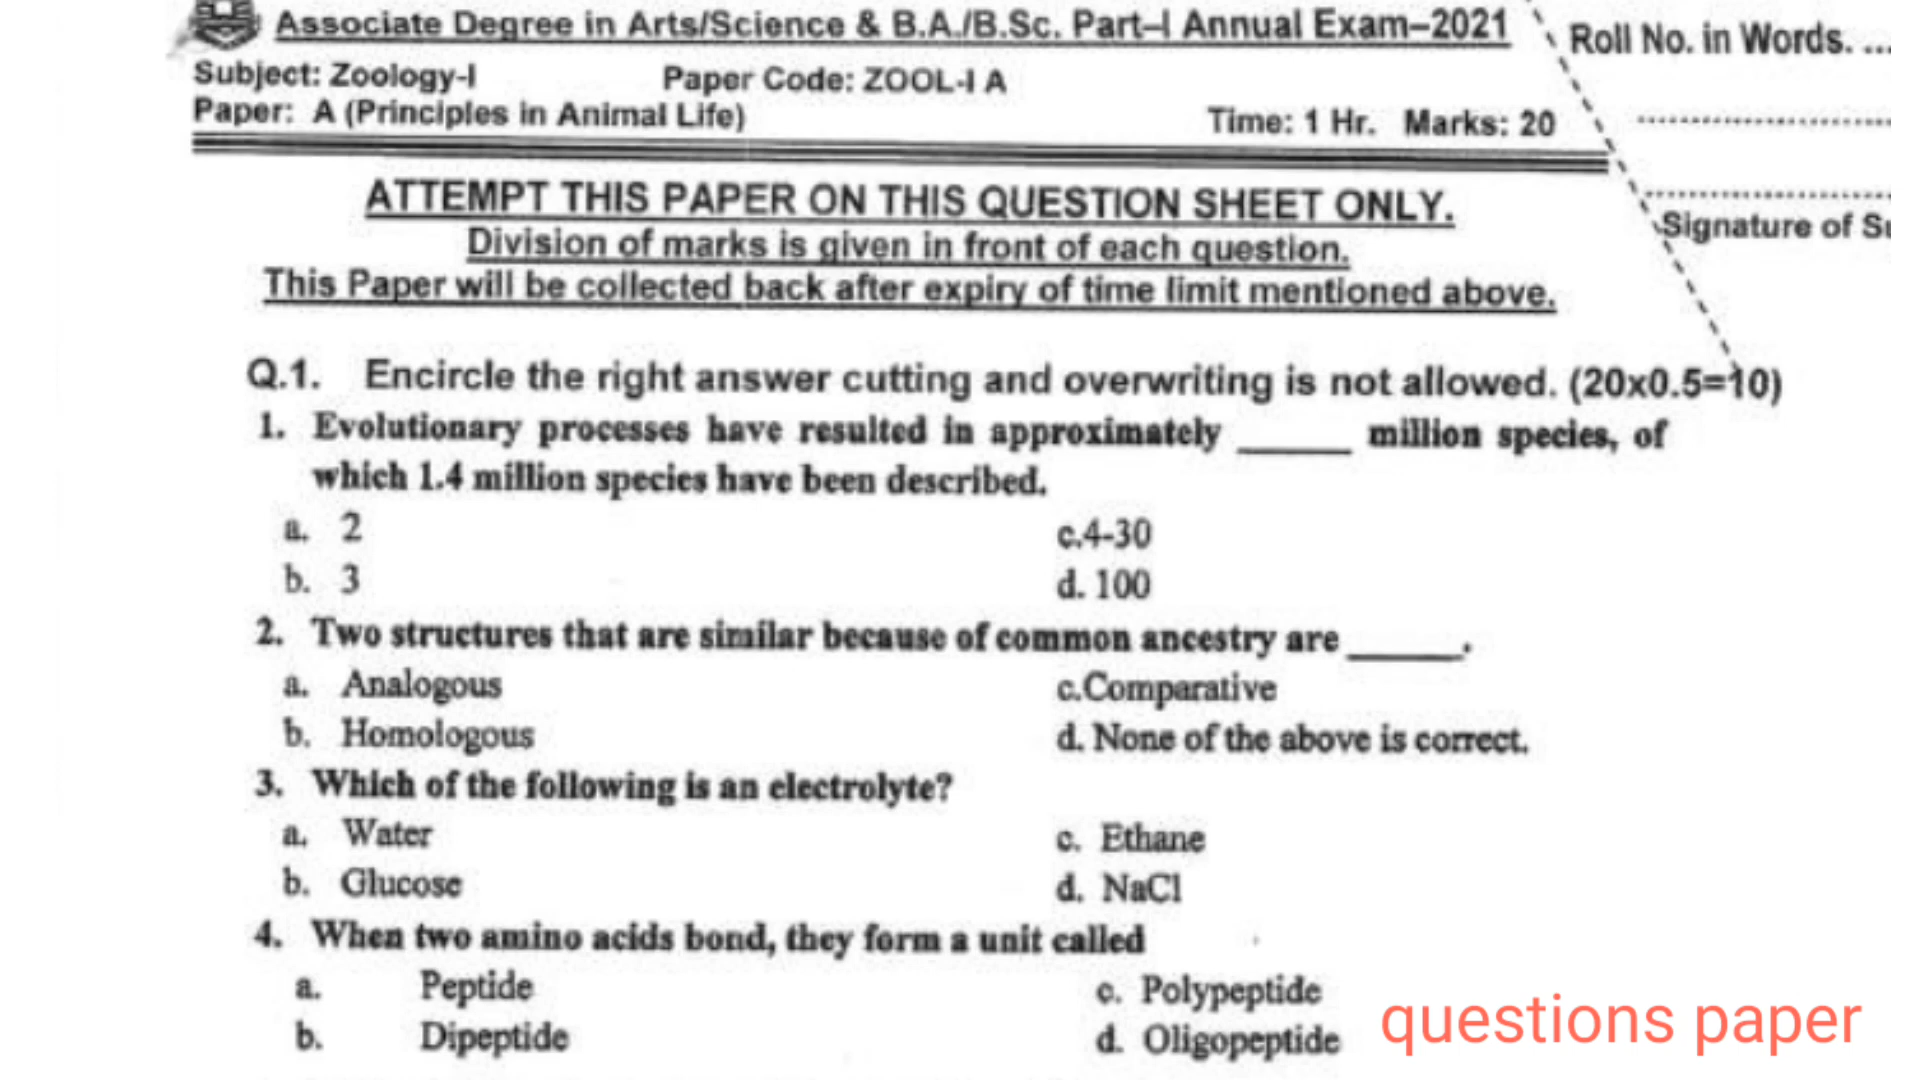 Associate Degree in Arts/Science & B.A./B.Sc. Part–I Annual Exam–2021
Roll No. in Words. ...
Subject: Zoology-I Paper Code: ZOOL-I A
Paper: A (Principles in Animal Life) Time: 1 Hr. Marks: 20
ATTEMPT THIS PAPER ON THIS QUESTION SHEET ONLY.
Signature of
Division of marks is given in front of each question.
This Paper will be collected back after expiry of time limit mentioned above.
Q.1. Encircle the right answer cutting and overwriting is not allowed. (20x0.5=10)
1. Evolutionary processes have resulted in approximately ______ million species, of
which 1.4 million species have been described.
a. 2 c.4-30
b. 3 d. 100
2. Two structures that are similar because of common ancestry are ______.
a. Analogous c.Comparative
b. Homologous d. None of the above is correct.
3. Which of the following is an electrolyte?
a. Water c. Ethane
b. Glucose d. NaCl
4. When two amino acids bond, they form a unit called
a. Peptide c. Polypeptide
b. Dipeptide d. Oligopeptide
questions paper